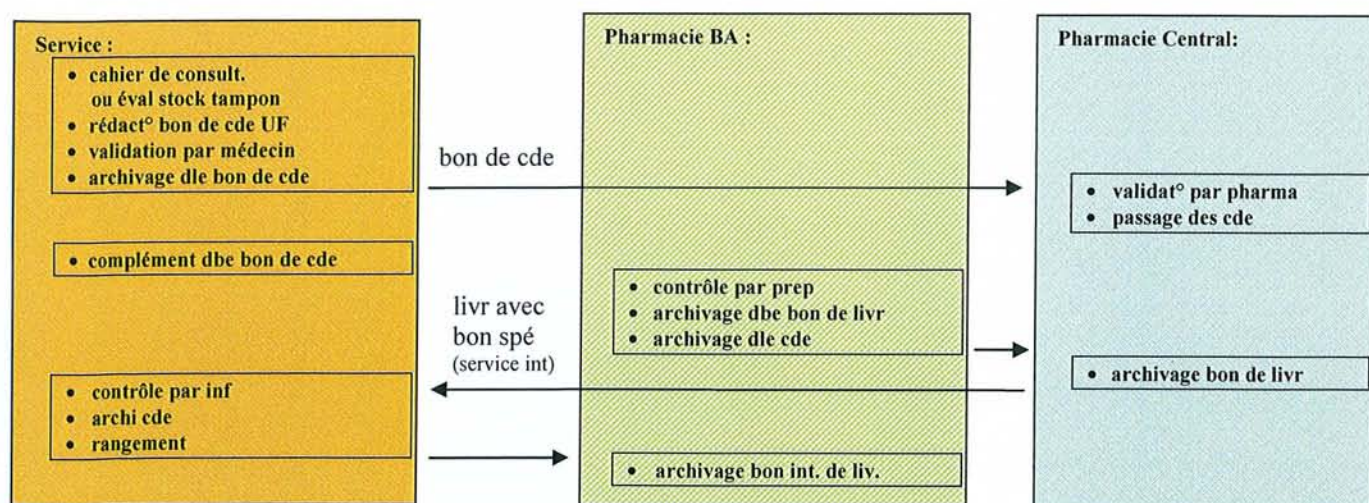 Service :
• cahier de consult.
ou éval stock tampon
• rédact° bon de cde UF
• validation par médecin
• archivage dle bon de cde
• complément dbe bon de cde
• contrôle par inf
• archi cde
• rangement
bon de cde
livr avec
bon spé
(service int)
Pharmacie BA :
• contrôle par prep
• archivage dbe bon de livr
• archivage dle cde
• archivage bon int. de liv.
Pharmacie Central:
• validat° par pharma
• passage des cde
• archivage bon de livr